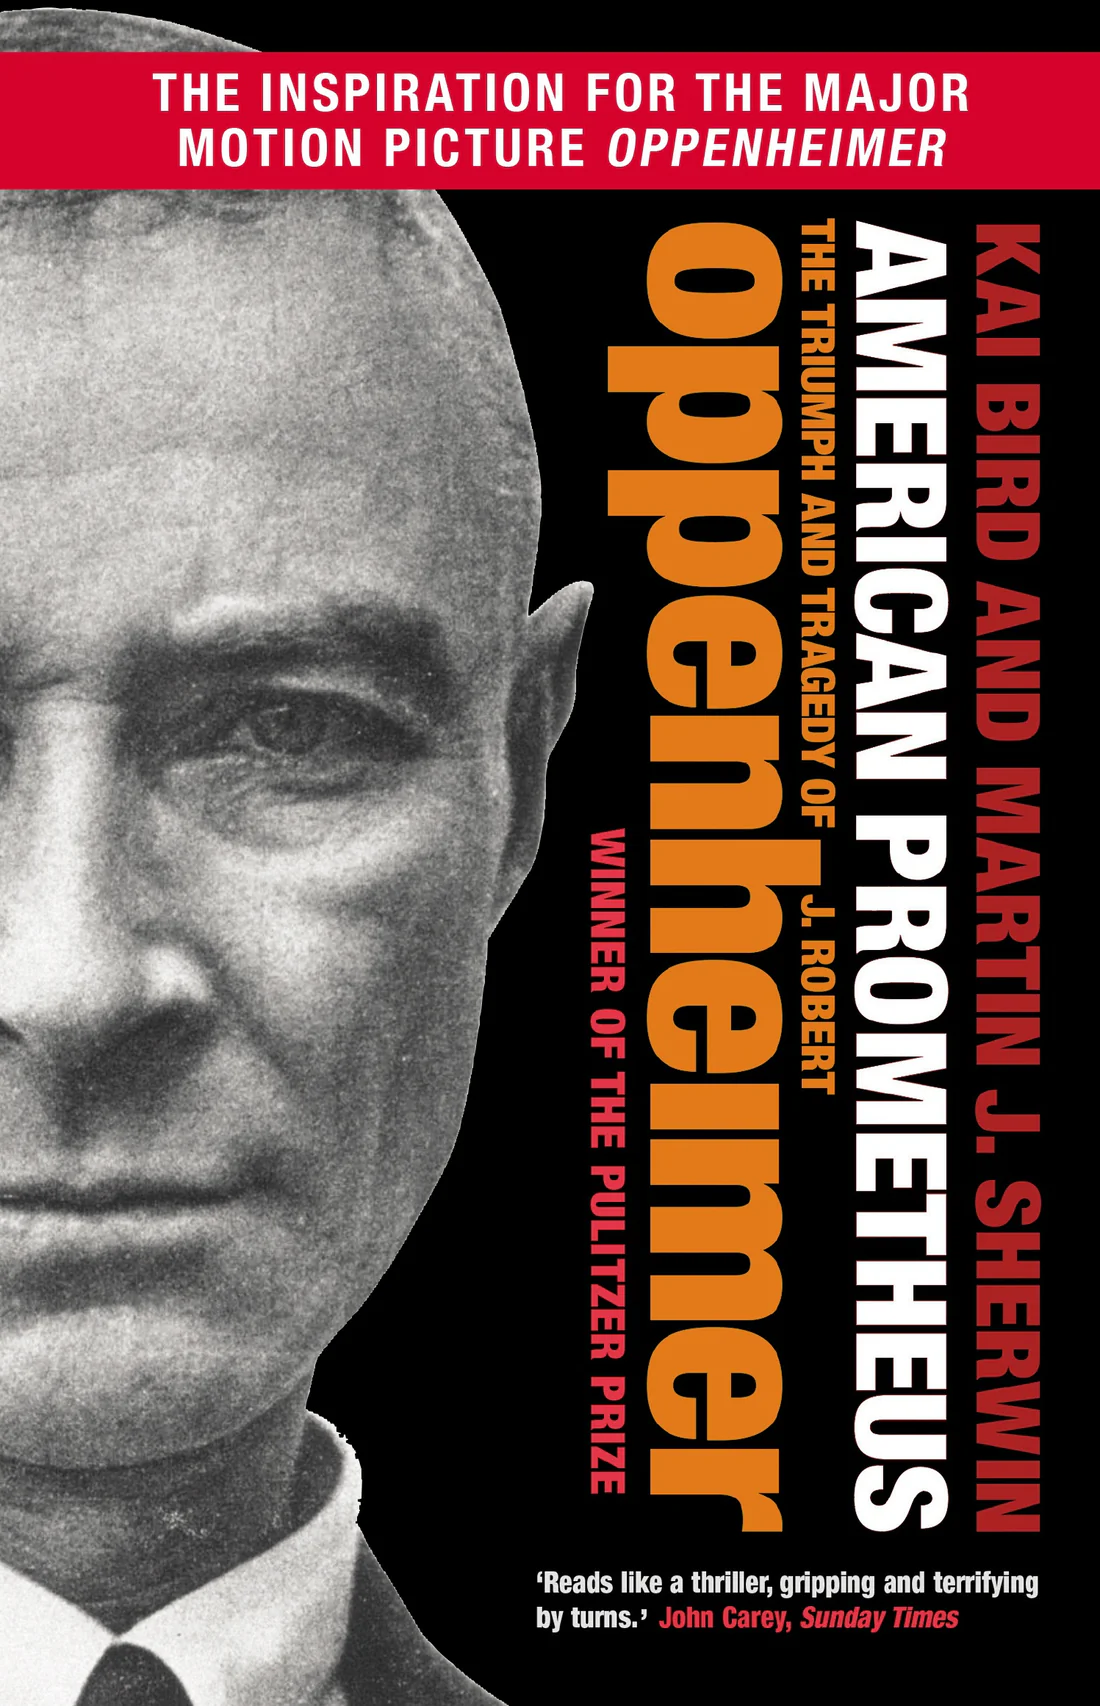 THE INSPIRATION FOR THE MAJOR
MOTION PICTURE OPPENHEIMER
KAI BIRD AND MARTIN J. SHERWIN
AMERICAN PROMETHEUS
THE TRIUMPH AND TRAGEDY OF J. ROBERT
oppenheimer
WINNER OF THE PULITZER PRIZE
‘Reads like a thriller, gripping and terrifying
by turns.’ John Carey, Sunday Times